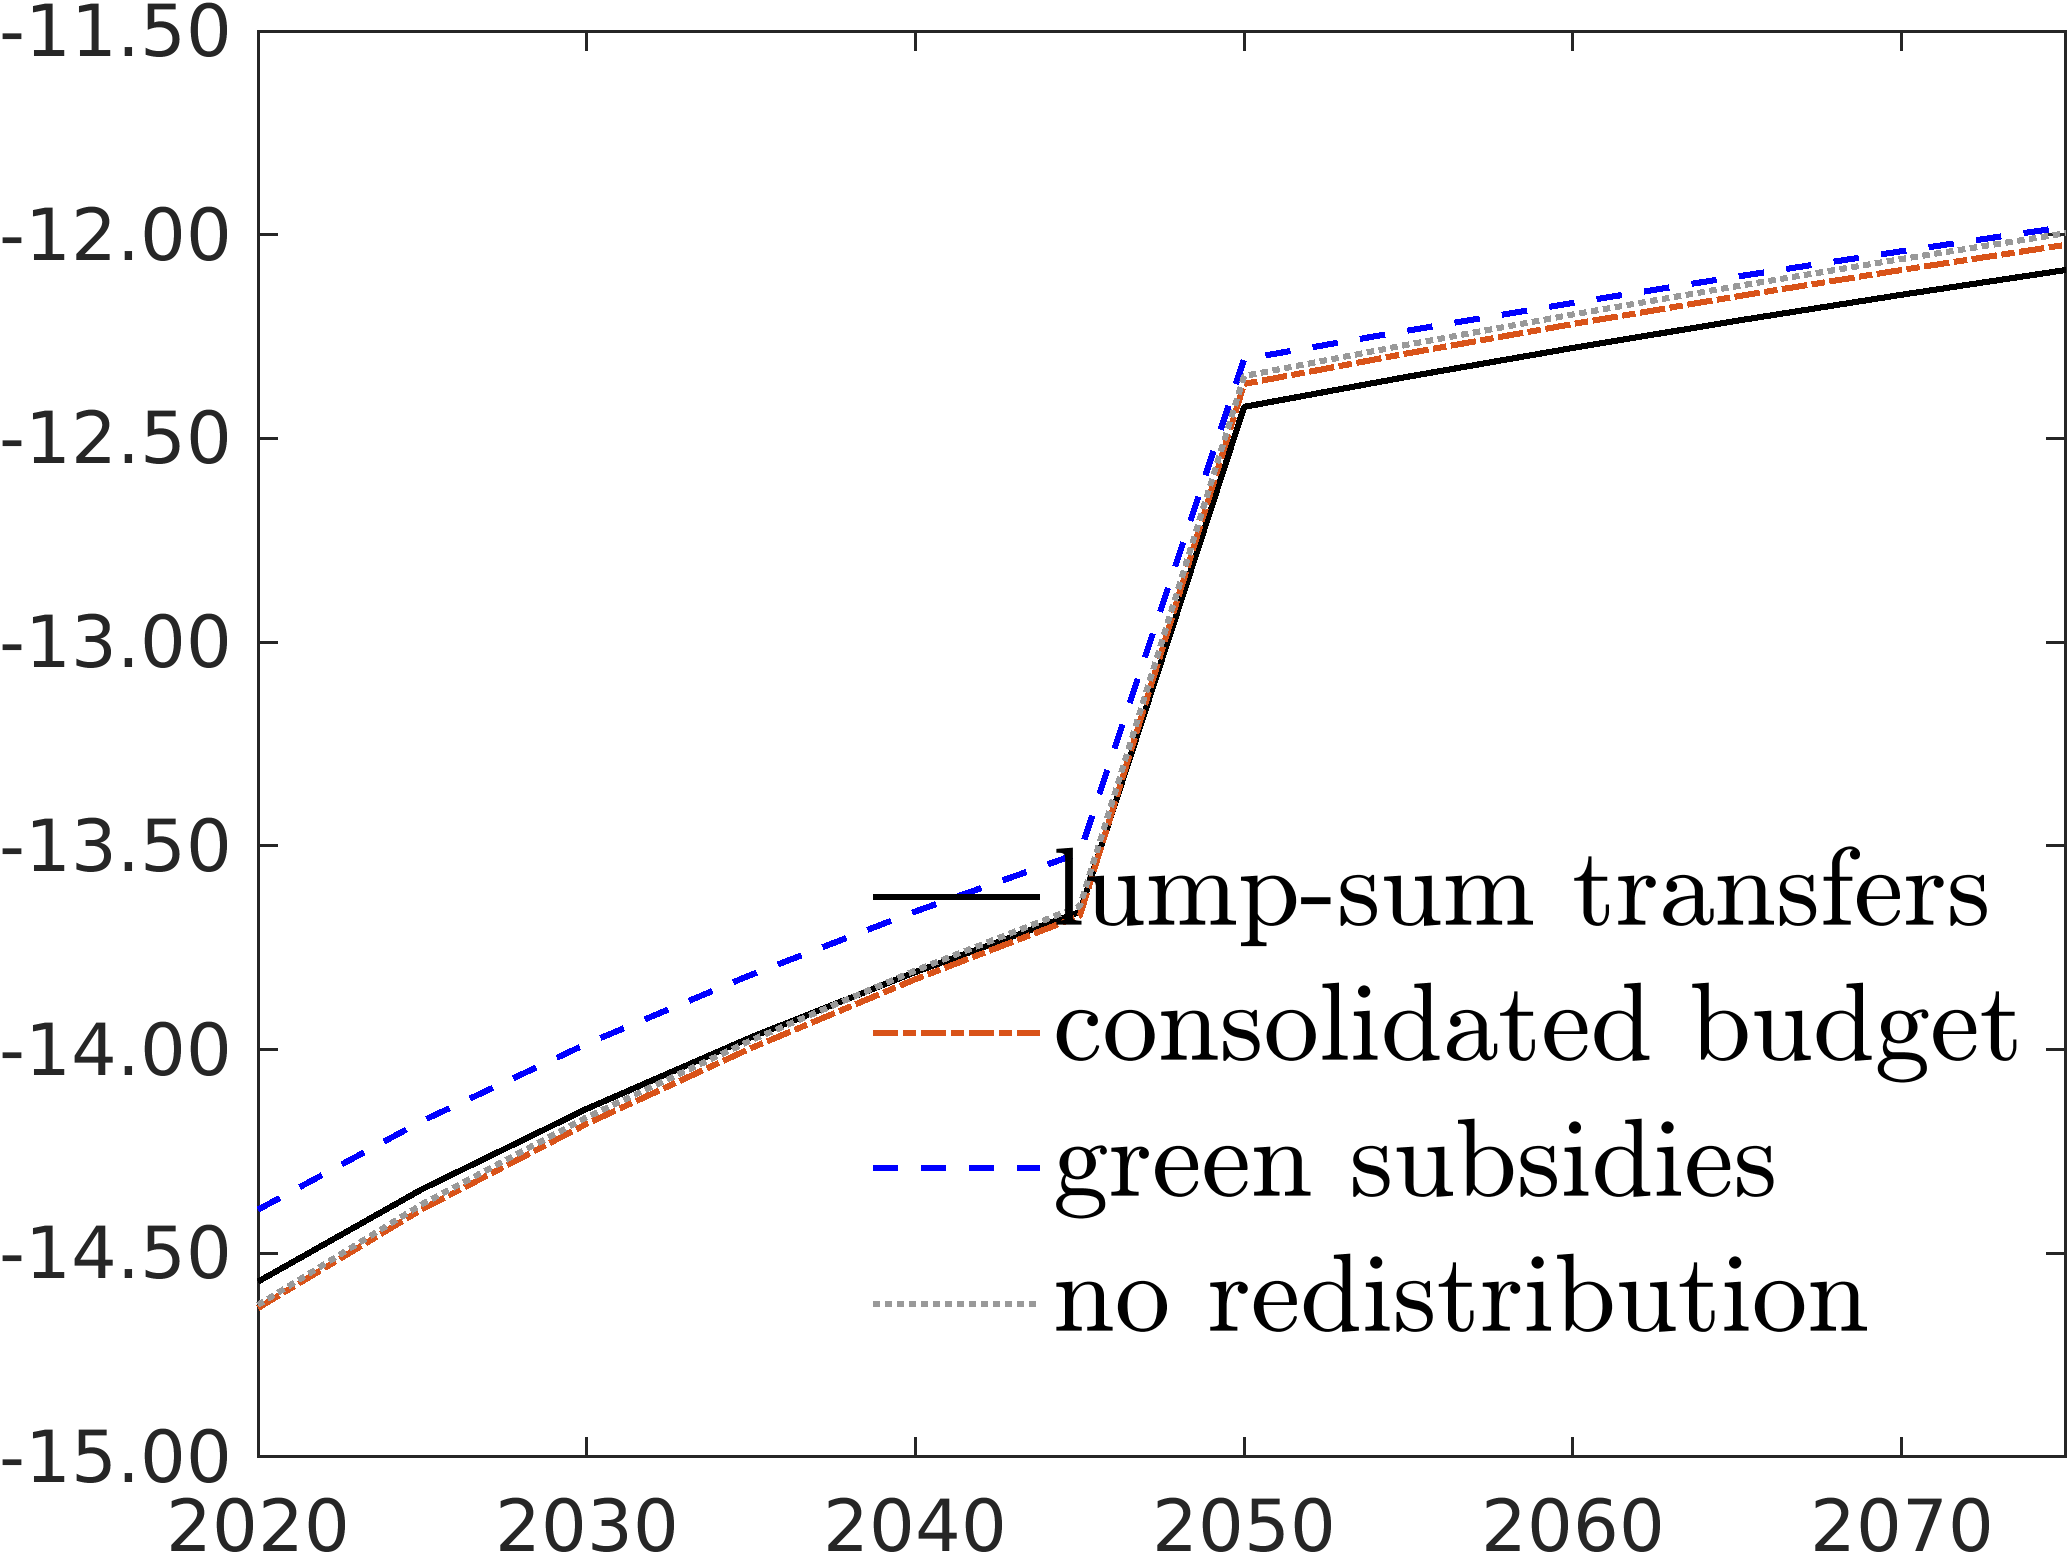 -11.50
-12.00
-12.50
-13.00
-13.50
-14.00
-14.50
-15.00
lump-sum transfers
consolidated budget
green subsidies
no redistribution
2020 2030 2040 2050 2060 2070